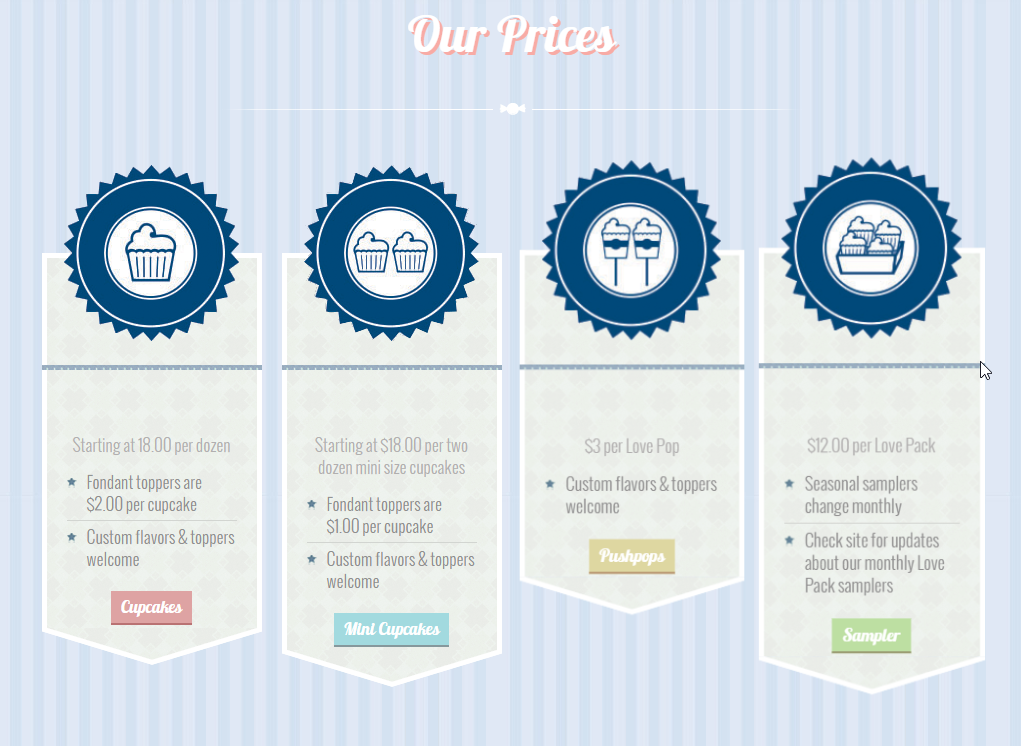 Our Prices
Starting at 18.00 per dozen
Fondant toppers are
$2.00 per cupcake
Custom flavors & toppers
welcome
Cupcakes
Starting at $18.00 per two
dozen mini size cupcakes
Fondant toppers are
$1.00 per cupcake
Custom flavors & toppers
welcome
Mini Cupcakes
$3 per Love Pop
Custom flavors & toppers
welcome
Pushpops
$12.00 per Love Pack
Seasonal samplers
change monthly
Check site for updates
about our monthly Love
Pack samplers
Sampler